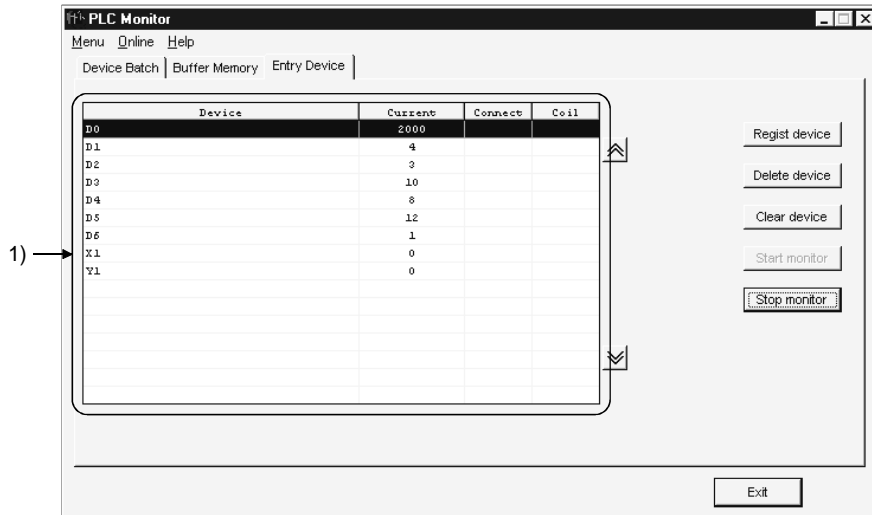 PLC Monitor
Menu Online Help
Device Batch Buffer Memory Entry Device
Device Current Connect Coil
D0 2000
D1 4
D2 3
D3 10
D4 8
D5 12
D6 1
X1 0
Y1 0
1)
Regist device
Delete device
Clear device
Start monitor
Stop monitor
Exit